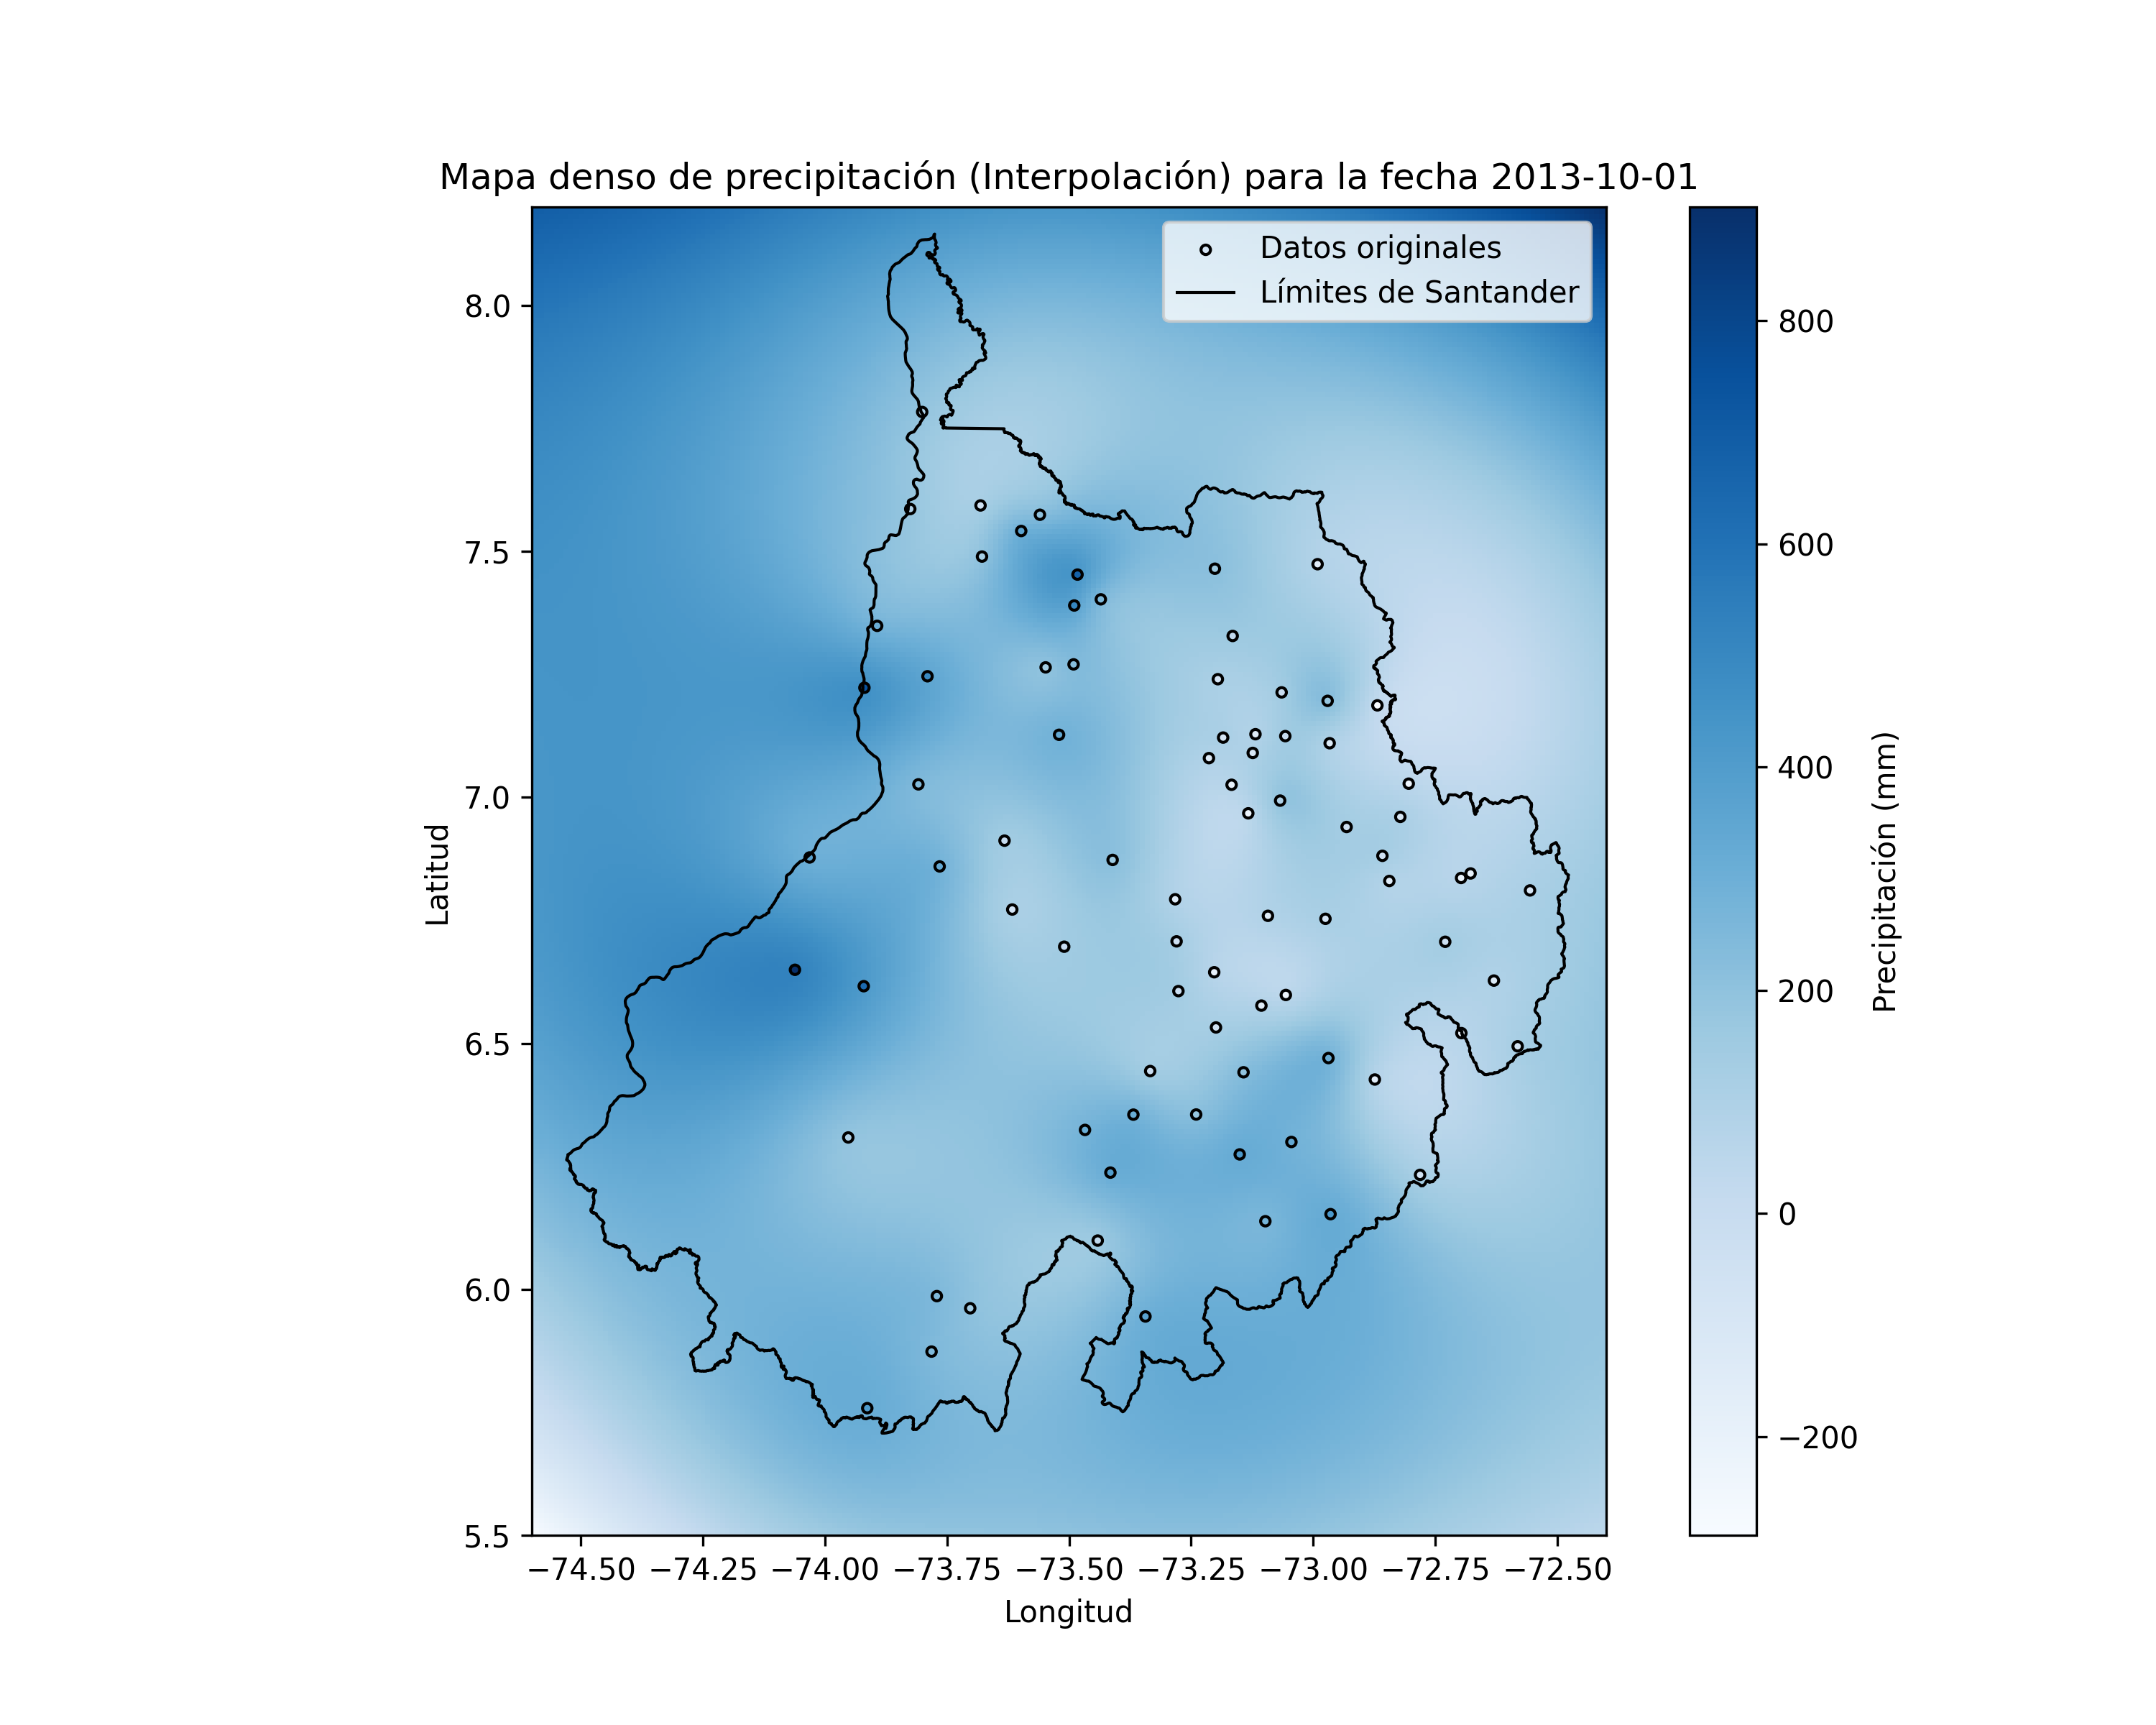 Mapa denso de precipitación (Interpolación) para la fecha 2013-10-01
Datos originales
Límites de Santander
8.0
7.5
7.0
6.5
6.0
5.5
Latitud
−74.50 −74.25 −74.00 −73.75 −73.50 −73.25 −73.00 −72.75 −72.50
Longitud
800
600
400
200
0
−200
Precipitación (mm)